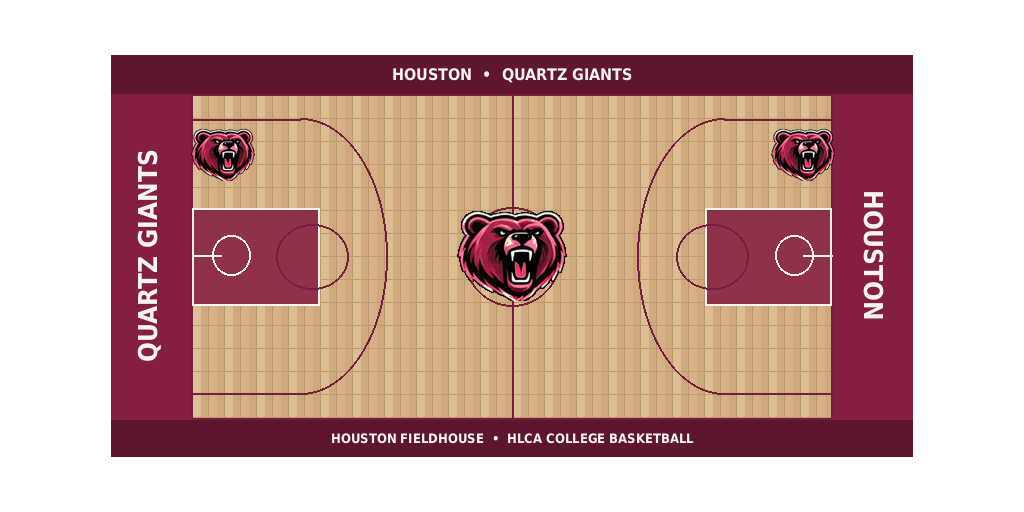 HOUSTON • QUARTZ GIANTS
QUARTZ GIANTS
HOUSTON
HOUSTON FIELDHOUSE • HLCA COLLEGE BASKETBALL